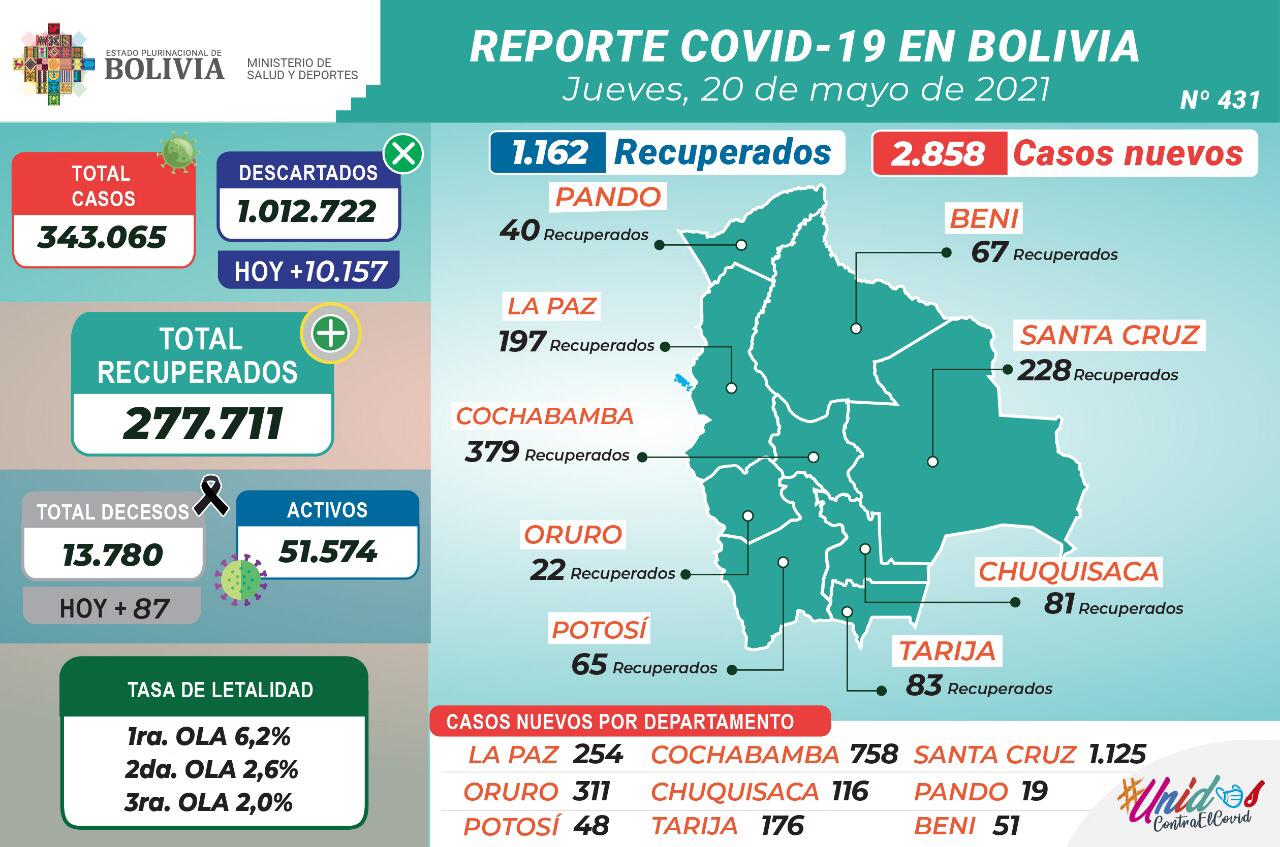 ESTADO PLURINACIONAL DE
BOLIVIA
MINISTERIO DE
SALUD Y DEPORTES
REPORTE COVID-19 EN BOLIVIA
Jueves, 20 de mayo de 2021
Nº 431
TOTAL
CASOS
343.065
DESCARTADOS
1.012.722
HOY +10.157
TOTAL
RECUPERADOS
277.711
TOTAL DECESOS
13.780
HOY + 87
ACTIVOS
51.574
TASA DE LETALIDAD
1ra. OLA 6,2%
2da. OLA 2,6%
3ra. OLA 2,0%
1.162 Recuperados
2.858 Casos nuevos
PANDO
40 Recuperados
BENI
67 Recuperados
LA PAZ
197 Recuperados
SANTA CRUZ
228 Recuperados
COCHABAMBA
379 Recuperados
ORURO
22 Recuperados
CHUQUISACA
81 Recuperados
POTOSÍ
65 Recuperados
TARIJA
83 Recuperados
CASOS NUEVOS POR DEPARTAMENTO
LA PAZ 254 COCHABAMBA 758 SANTA CRUZ 1.125
ORURO 311 CHUQUISACA 116 PANDO 19
POTOSÍ 48 TARIJA 176 BENI 51
#Unidos
ContraElCovid